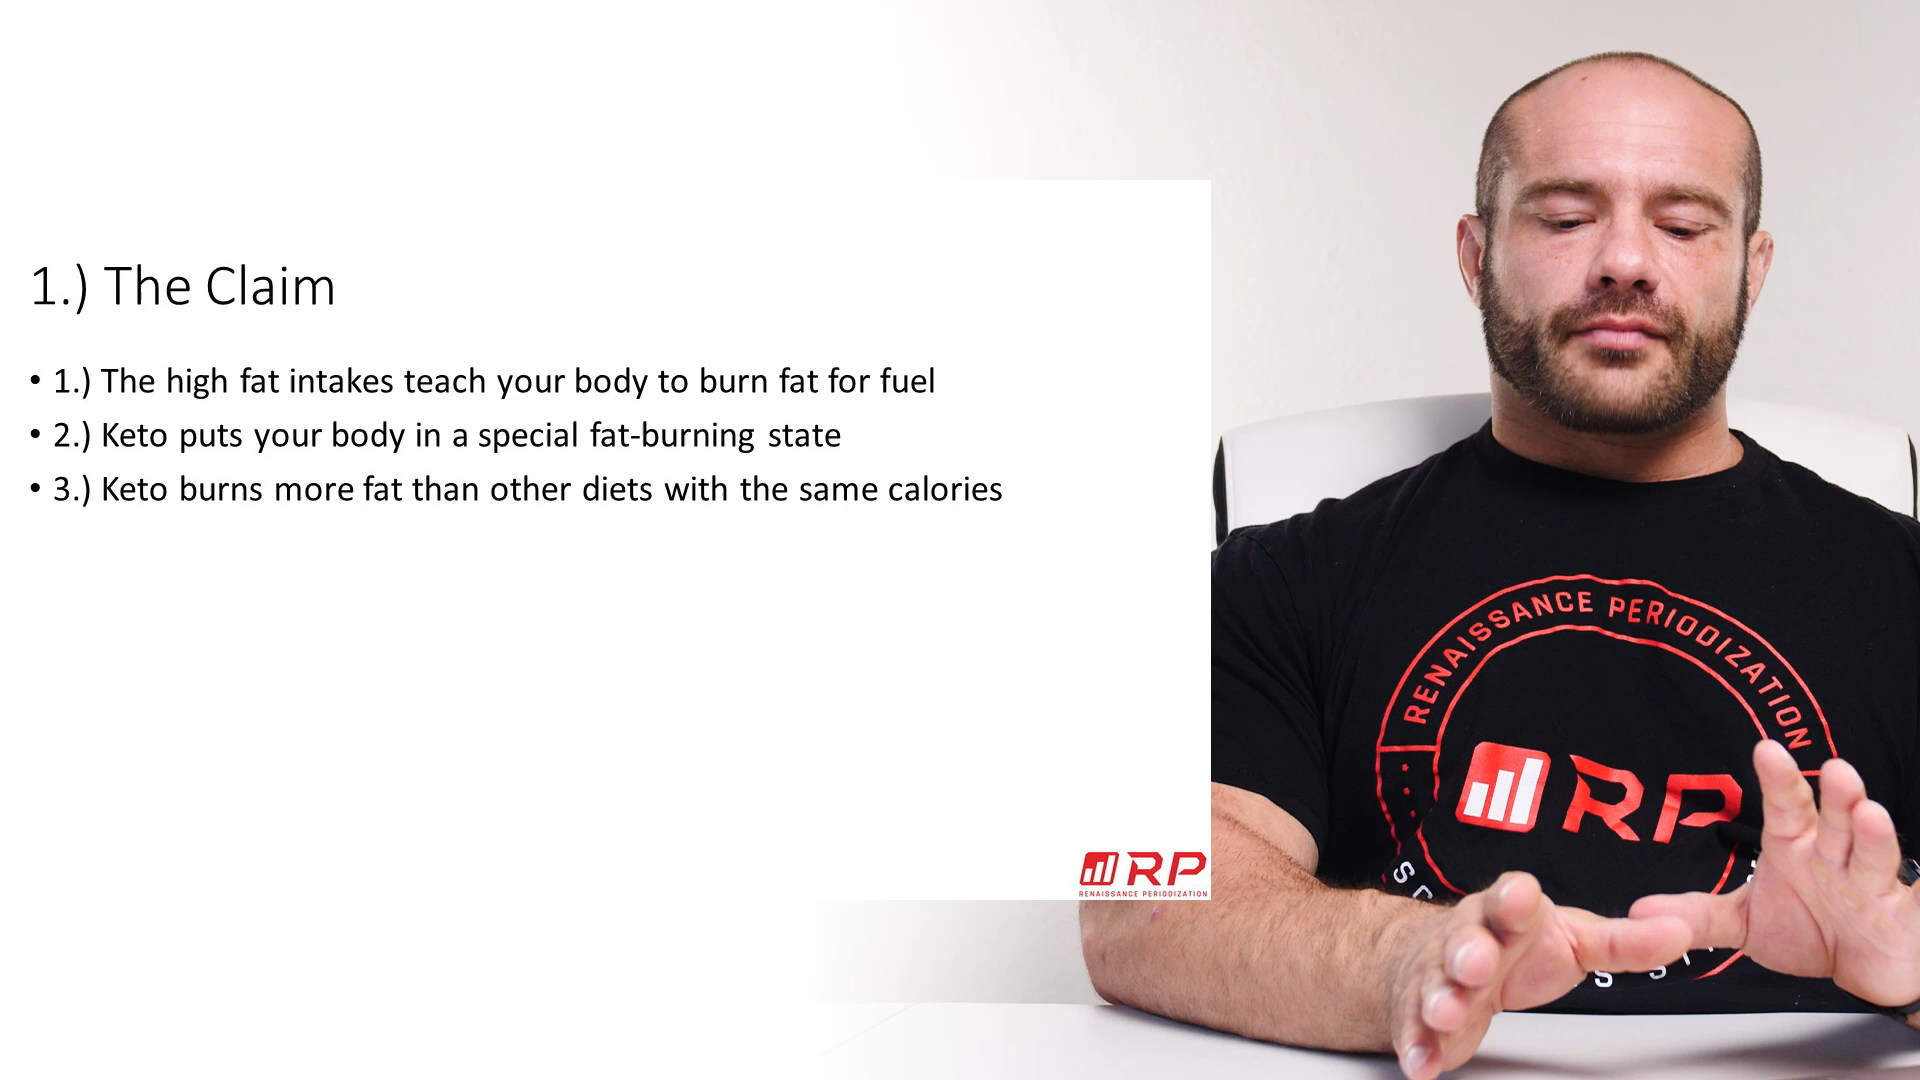 1.) The Claim
• 1.) The high fat intakes teach your body to burn fat for fuel
• 2.) Keto puts your body in a special fat-burning state
• 3.) Keto burns more fat than other diets with the same calories
RP
RENAISSANCE PERIODIZATION
RENAISSANCE PERIODIZATION
RP